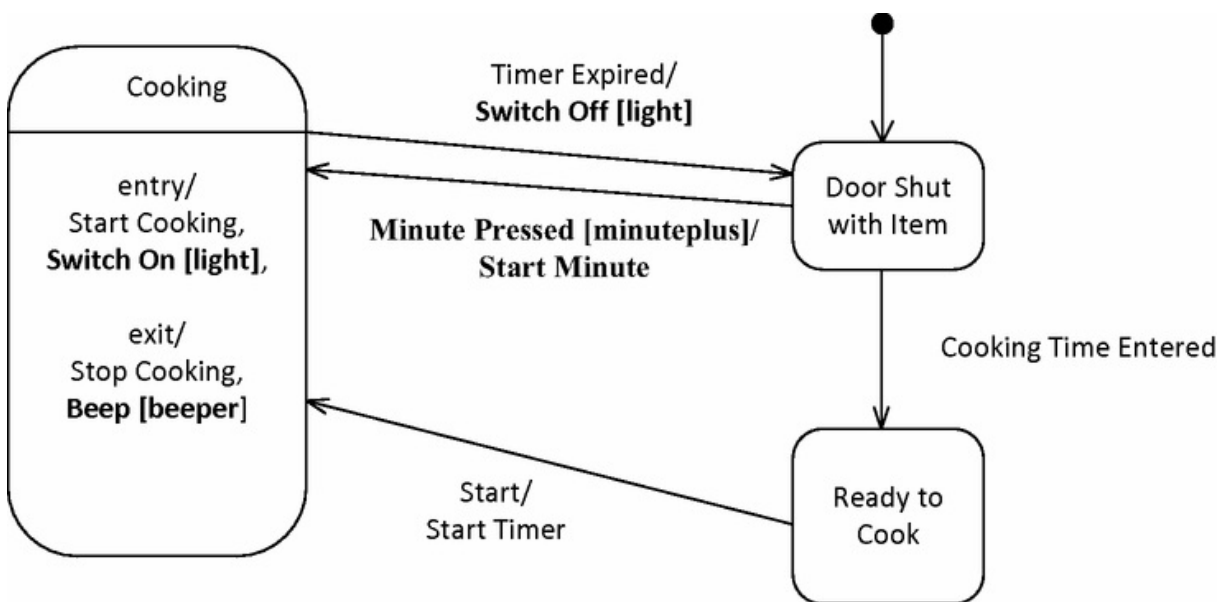 Cooking
entry/
Start Cooking,
Switch On [light],
exit/
Stop Cooking,
Beep [beeper]
Timer Expired/
Switch Off [light]
Minute Pressed [minuteplus]/
Start Minute
Start/
Start Timer
Door Shut
with Item
Cooking Time Entered
Ready to
Cook